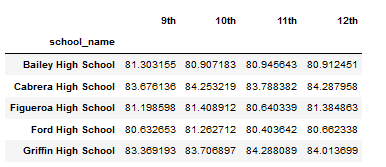 9th 10th 11th 12th
school_name
Bailey High School 81.303155 80.907183 80.945643 80.912451
Cabrera High School 83.676136 84.253219 83.788382 84.287958
Figueroa High School 81.198598 81.408912 80.640339 81.384863
Ford High School 80.632653 81.262712 80.403642 80.662338
Griffin High School 83.369193 83.706897 84.288089 84.013699